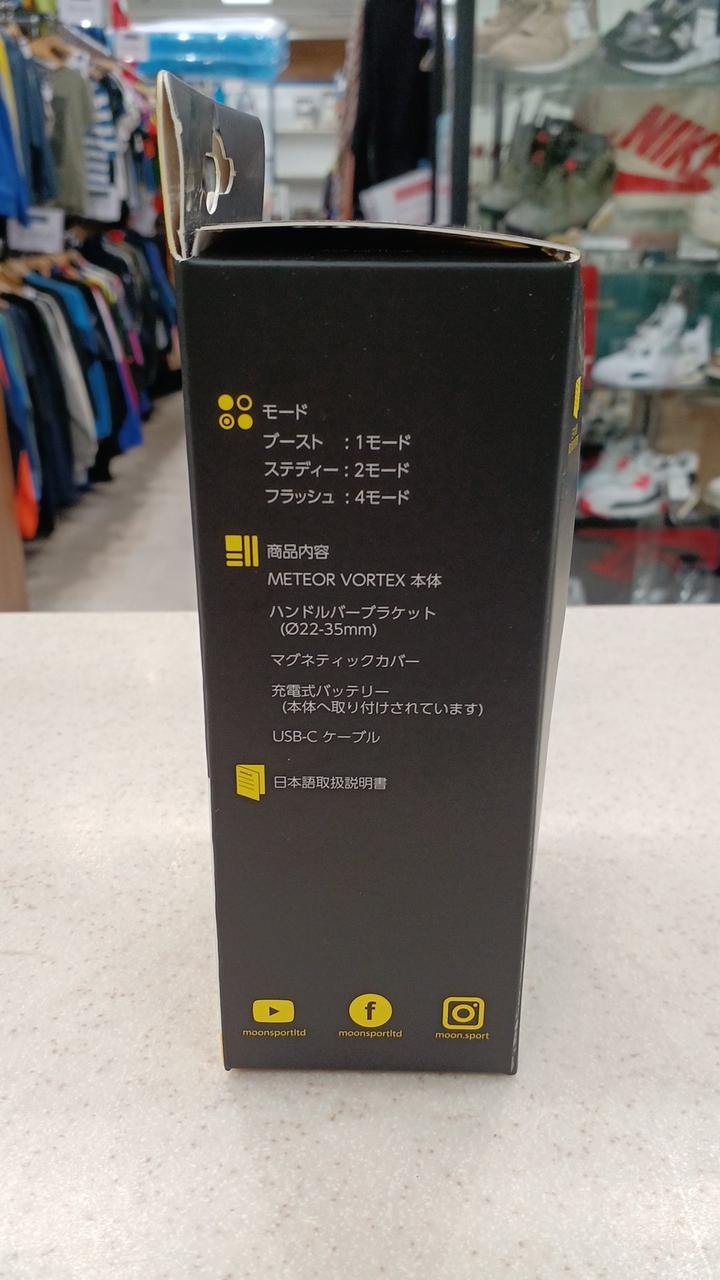 モード
ブースト　：1モード
ステディー：2モード
フラッシュ：4モード
商品内容
METEOR VORTEX 本体
ハンドルバーブラケット
(Ø22-35mm)
マグネティックカバー
充電式バッテリー
(本体へ取り付けされています)
USB-C ケーブル
日本語取扱説明書
moonsportltd
moonsportltd
moon.sport
NIKE